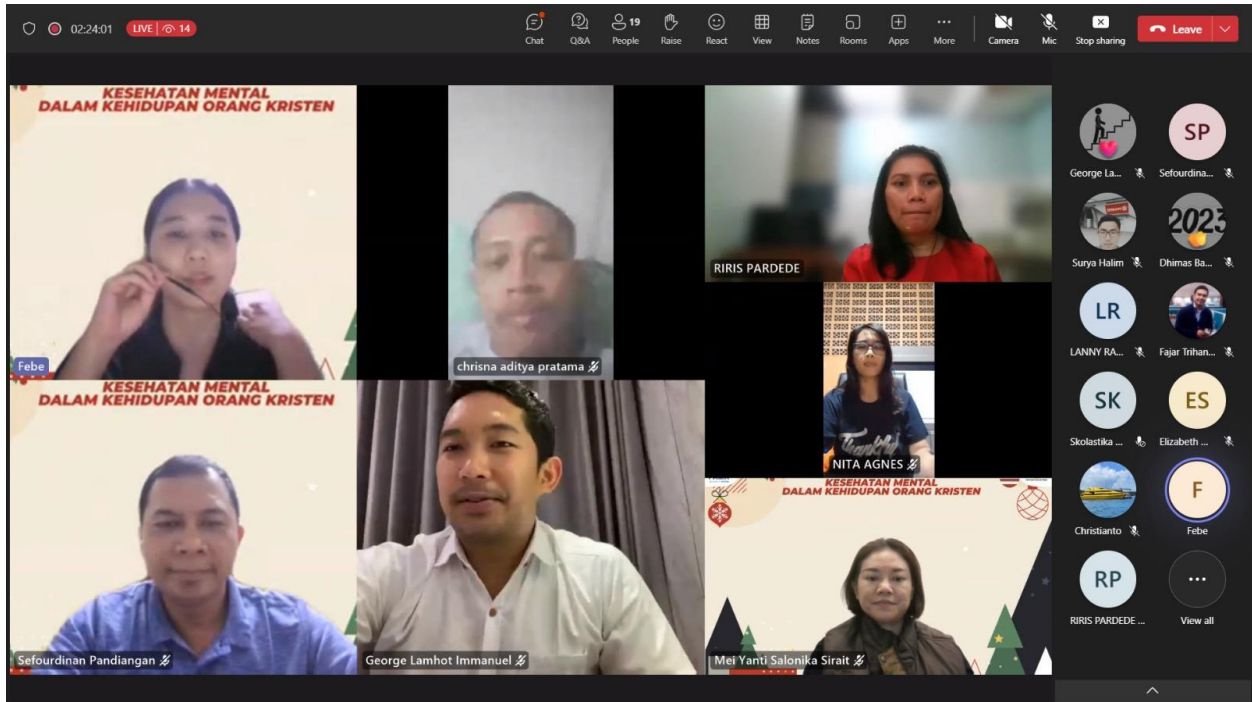 02:24:01 LIVE 14
Chat Q&A 19 People Raise React View Notes Rooms Apps More Camera Mic Stop sharing Leave
KESEHATAN MENTAL
DALAM KEHIDUPAN ORANG KRISTEN
Febe
chrisna aditya pratama
RIRIS PARDEDE
Thankful
NITA AGNES
KESEHATAN MENTAL
DALAM KEHIDUPAN ORANG KRISTEN
Sefourdinan Pandiangan
George Lamhot Immanuel
KESEHATAN MENTAL
DALAM KEHIDUPAN ORANG KRISTEN
Mei Yanti Salonika Sirait
SP
George La... Sefourdina...
2023
Surya Halim Dhimas Ba...
LR
LANNY RA... Fajar Trihan...
SK ES
Skolastika ... Elizabeth ...
F
Christianto Febe
RP ...
RIRIS PARDEDE ... View all